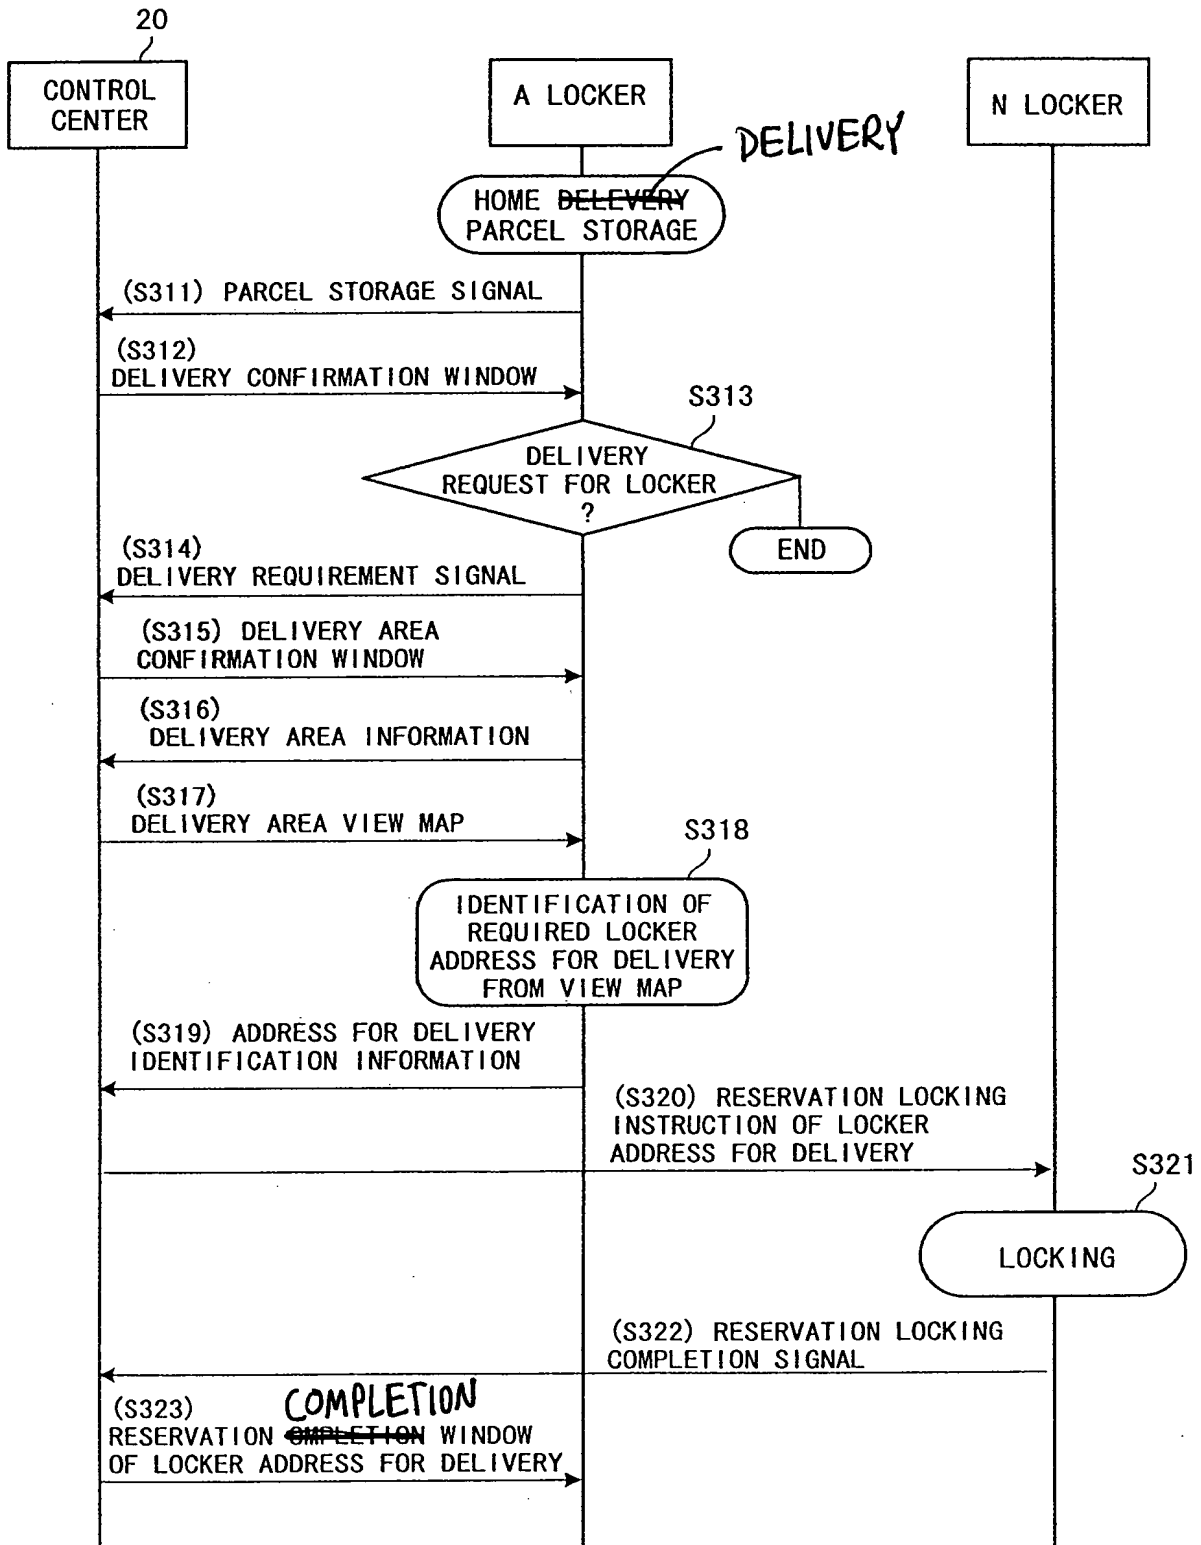 20
CONTROL
CENTER
A LOCKER
N LOCKER
DELIVERY
HOME DELEVERY
PARCEL STORAGE
(S311) PARCEL STORAGE SIGNAL
(S312)
DELIVERY CONFIRMATION WINDOW
S313
DELIVERY
REQUEST FOR LOCKER
?
END
(S314)
DELIVERY REQUIREMENT SIGNAL
(S315) DELIVERY AREA
CONFIRMATION WINDOW
(S316)
DELIVERY AREA INFORMATION
(S317)
DELIVERY AREA VIEW MAP
S318
IDENTIFICATION OF
REQUIRED LOCKER
ADDRESS FOR DELIVERY
FROM VIEW MAP
(S319) ADDRESS FOR DELIVERY
IDENTIFICATION INFORMATION
(S320) RESERVATION LOCKING
INSTRUCTION OF LOCKER
ADDRESS FOR DELIVERY
S321
LOCKING
(S322) RESERVATION LOCKING
COMPLETION SIGNAL
(S323)
COMPLETION
RESERVATION OMPLETION WINDOW
OF LOCKER ADDRESS FOR DELIVERY